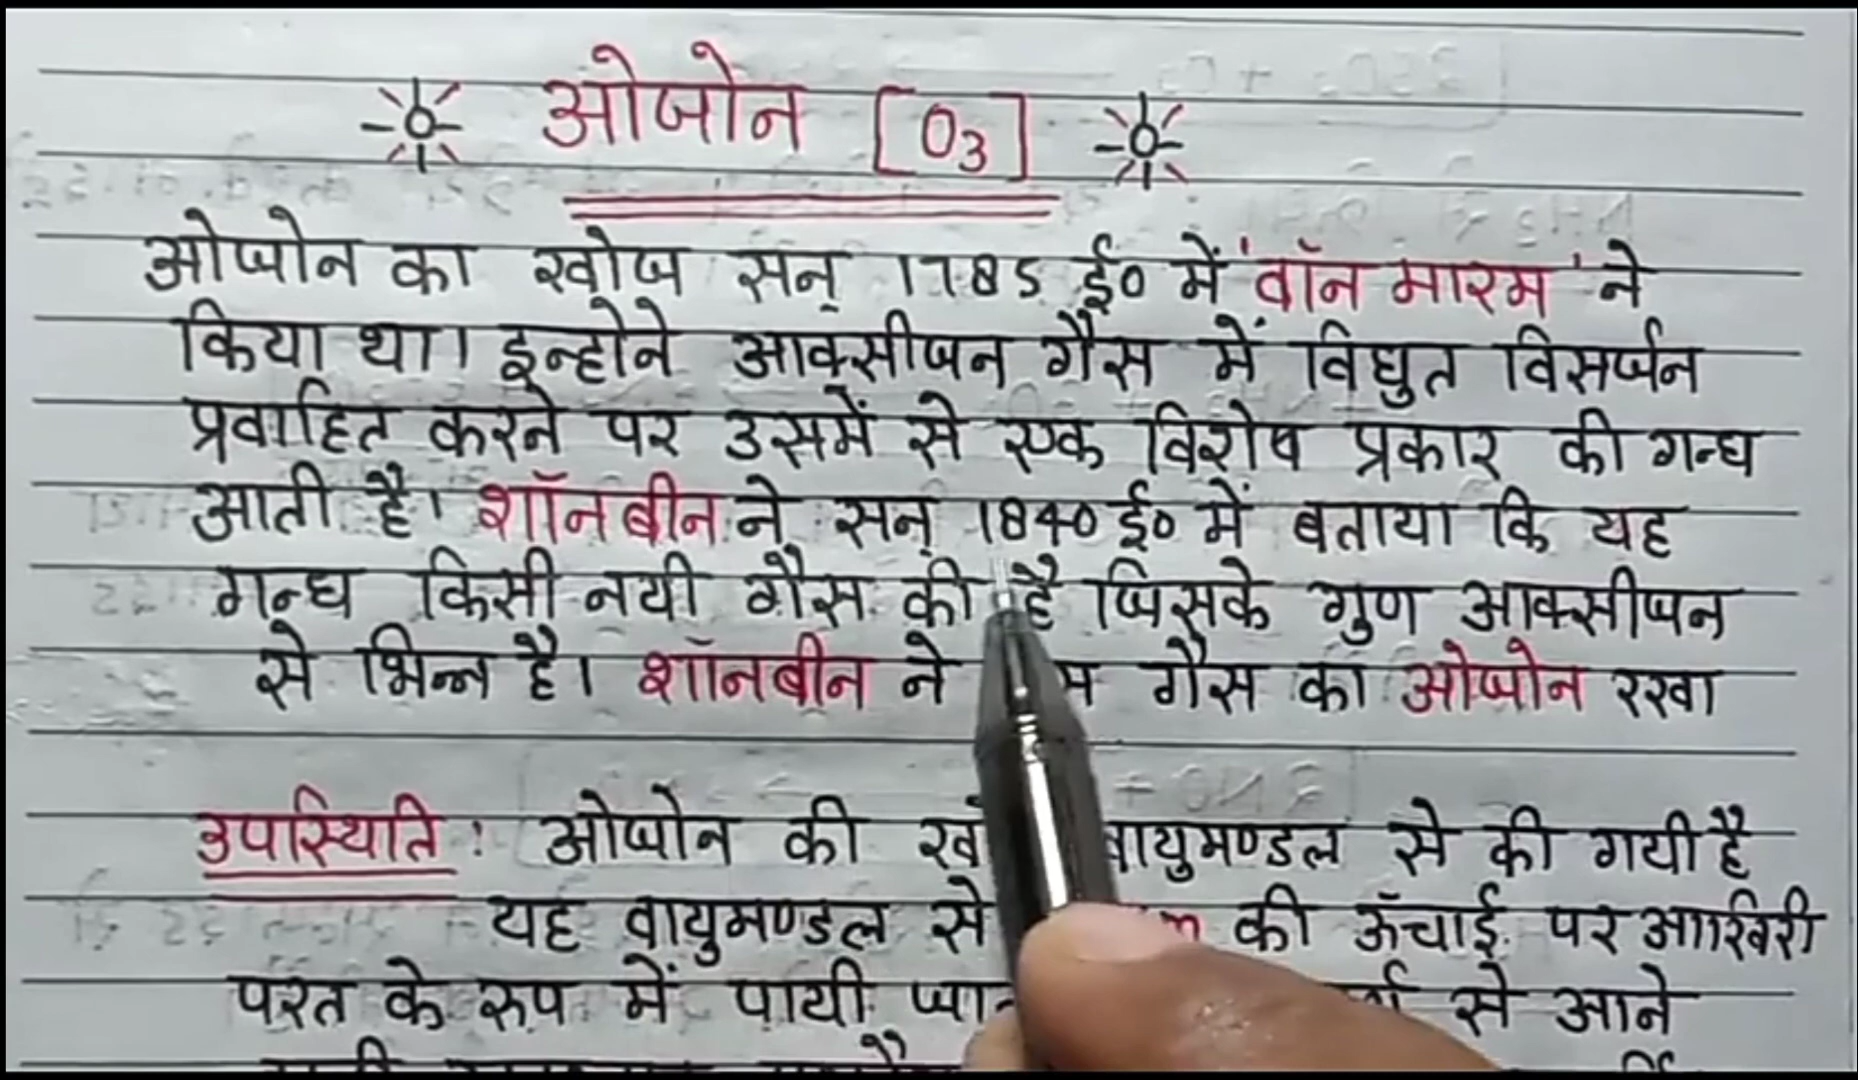 ओजोन [O3]
ओजोन का खोज सन् 1785 ई० में 'वॉन मारम' ने
किया था। इन्होने आक्सीजन गैस में विधुत विसर्जन
प्रवाहित करने पर उसमें से एक विशेष प्रकार की गन्ध
आती है। शॉनबीन ने सन् 1840 ई० में बताया कि यह
गन्ध किसी नयी गैस की है जिसके गुण आक्सीजन
से भिन्न है। शॉनबीन ने गैस का ओजोन रखा
उपस्थिति : ओजोन की वायुमण्डल से की गयी है
यह वायुमण्डल से की ऊँचाई पर आाखिरी
परत के रुप में पायी से आने